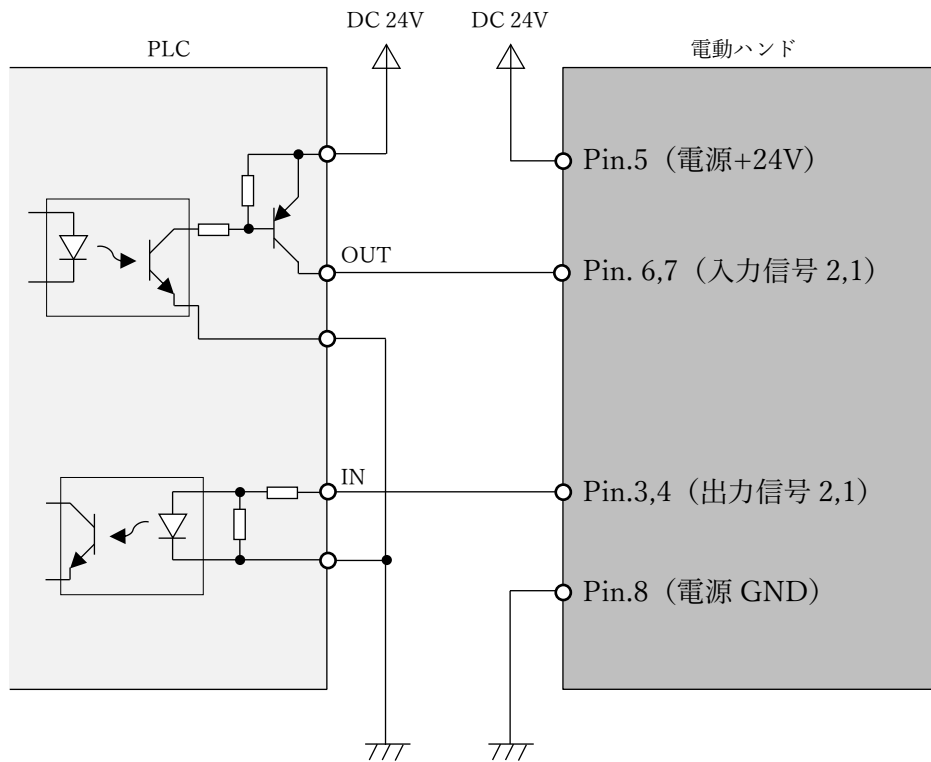 DC 24V
DC 24V
PLC
電動ハンド
Pin.5（電源+24V）
OUT
Pin. 6,7（入力信号 2,1）
IN
Pin.3,4（出力信号 2,1）
Pin.8（電源 GND）